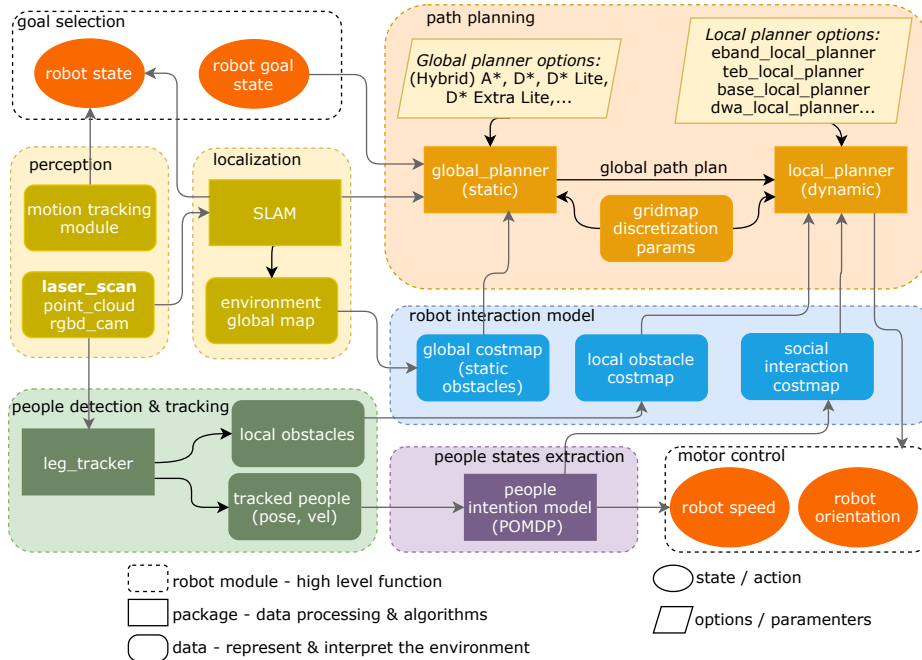 goal selection
robot state
robot goal
state
path planning
Global planner options:
(Hybrid) A*, D*, D* Lite,
D* Extra Lite,...
Local planner options:
eband_local_planner
teb_local_planner
base_local_planner
dwa_local_planner...
perception
motion tracking
module
laser_scan
point_cloud
rgbd_cam
localization
SLAM
environment
global map
global_planner
(static)
global path plan
local_planner
(dynamic)
gridmap
discretization
params
robot interaction model
global costmap
(static
obstacles)
local obstacle
costmap
social
interaction
costmap
people detection & tracking
leg_tracker
local obstacles
tracked people
(pose, vel)
people states extraction
people
intention model
(POMDP)
motor control
robot speed
robot
orientation
robot module - high level function
package - data processing & algorithms
data - represent & interpret the environment
state / action
options / paramenters